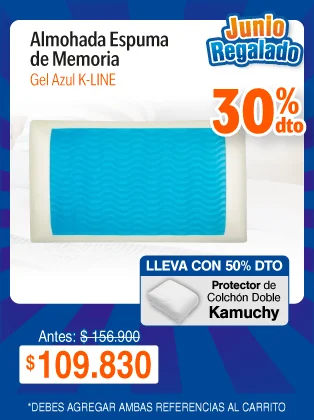 Almohada Espuma
de Memoria
Gel Azul K-LINE
Junio
Regalado
30% dto
LLEVA CON 50% DTO
Protector de
Colchón Doble
Kamuchy
Antes: $ 156.900
$109.830
*DEBES AGREGAR AMBAS REFERENCIAS AL CARRITO